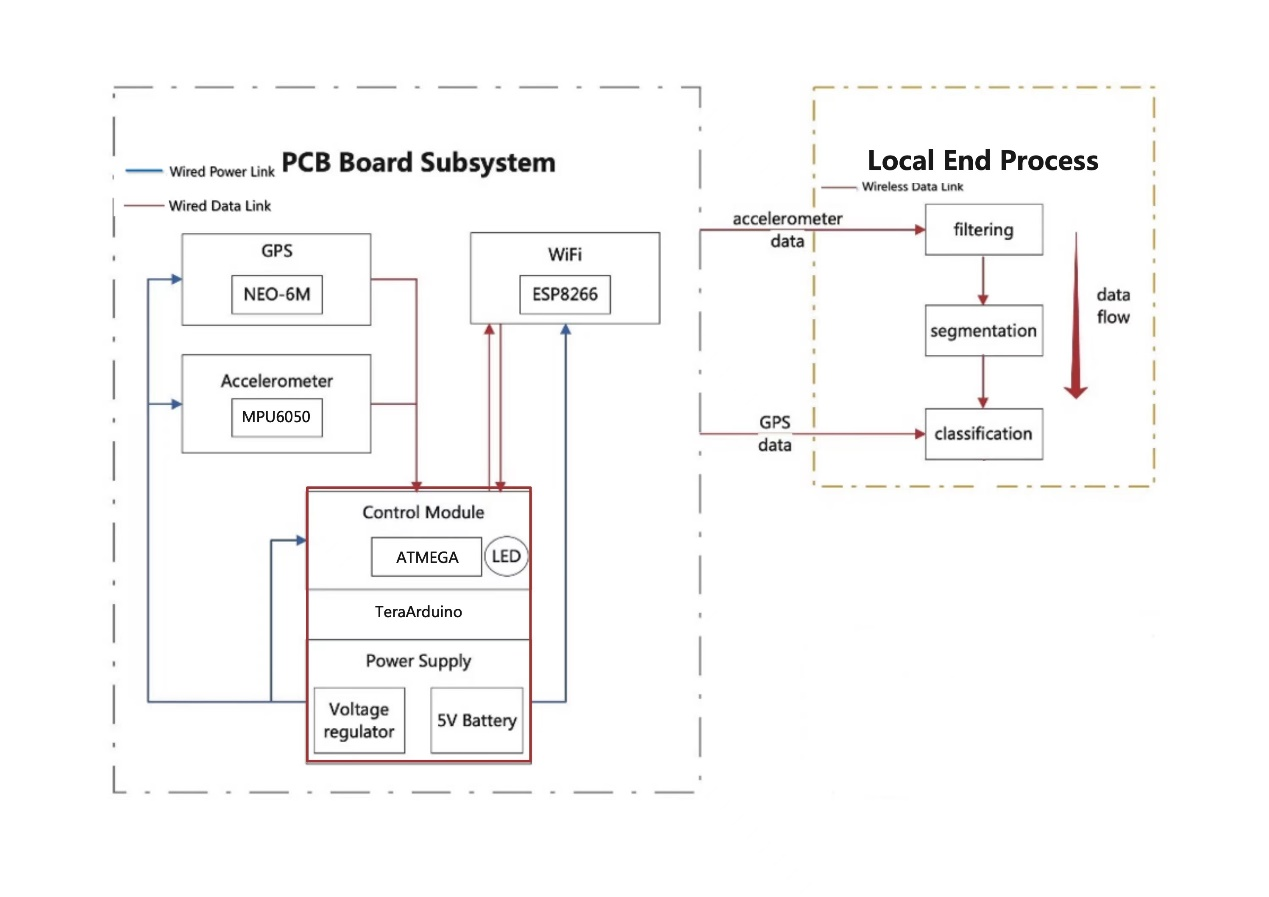 PCB Board Subsystem
Wired Power Link
Wired Data Link
GPS
NEO-6M
Accelerometer
MPU6050
WiFi
ESP8266
Control Module
ATMEGA
LED
TeraArduino
Power Supply
Voltage
regulator
5V Battery
accelerometer
data
GPS
data
Local End Process
Wireless Data Link
filtering
segmentation
classification
data
flow